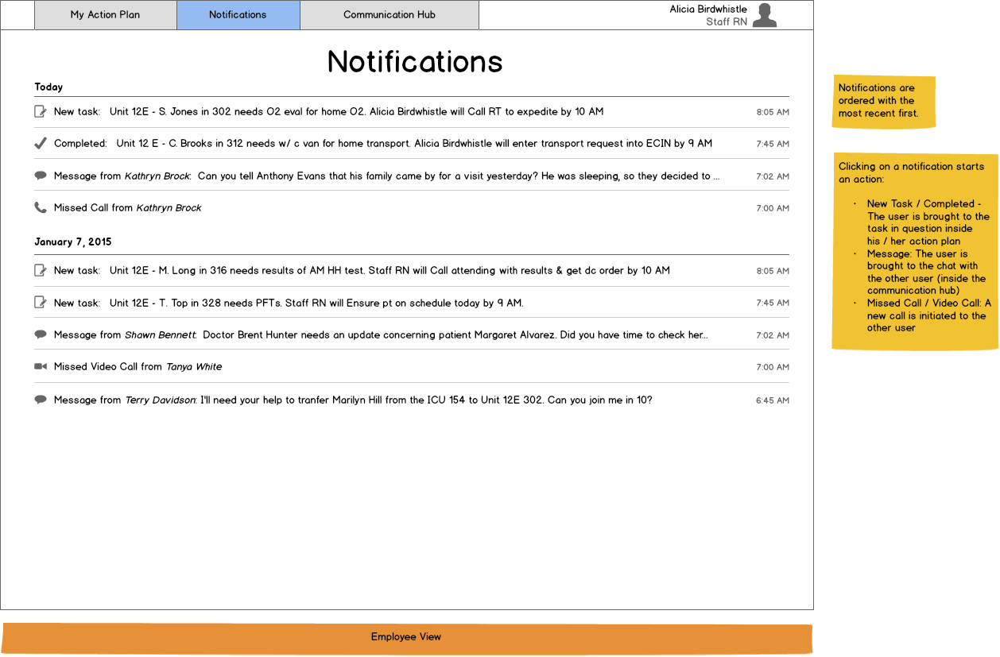 My Action Plan
Notifications
Communication Hub
Alicia Birdwhistle
Staff RN
Notifications
Today
New task: Unit 12E - S. Jones in 302 needs O2 eval for home O2. Alicia Birdwhistle will Call RT to expedite by 10 AM 8:05 AM
Completed: Unit 12 E - C. Brooks in 312 needs w/ c van for home transport. Alicia Birdwhistle will enter transport request into ECIN by 9 AM 7:45 AM
Message from Kathryn Brock: Can you tell Anthony Evans that his family came by for a visit yesterday? He was sleeping, so they decided to ... 7:02 AM
Missed Call from Kathryn Brock 7:00 AM
January 7, 2015
New task: Unit 12E - M. Long in 316 needs results of AM HH test. Staff RN will Call attending with results & get dc order by 10 AM 8:05 AM
New task: Unit 12E - T. Top in 328 needs PFTs. Staff RN will Ensure pt on schedule today by 9 AM. 7:45 AM
Message from Shawn Bennett: Doctor Brent Hunter needs an update concerning patient Margaret Alvarez. Did you have time to check her... 7:02 AM
Missed Video Call from Tanya White 7:00 AM
Message from Terry Davidson: I'll need your help to tranfer Marilyn Hill from the ICU 154 to Unit 12E 302. Can you join me in 10? 6:45 AM
Notifications are
ordered with the
most recent first.
Clicking on a notification starts
an action:
· New Task / Completed -
The user is brought to the
task in question inside
his / her action plan
· Message: The user is
brought to the chat with
the other user (inside the
communication hub)
· Missed Call / Video Call: A
new call is initiated to the
other user
Employee View